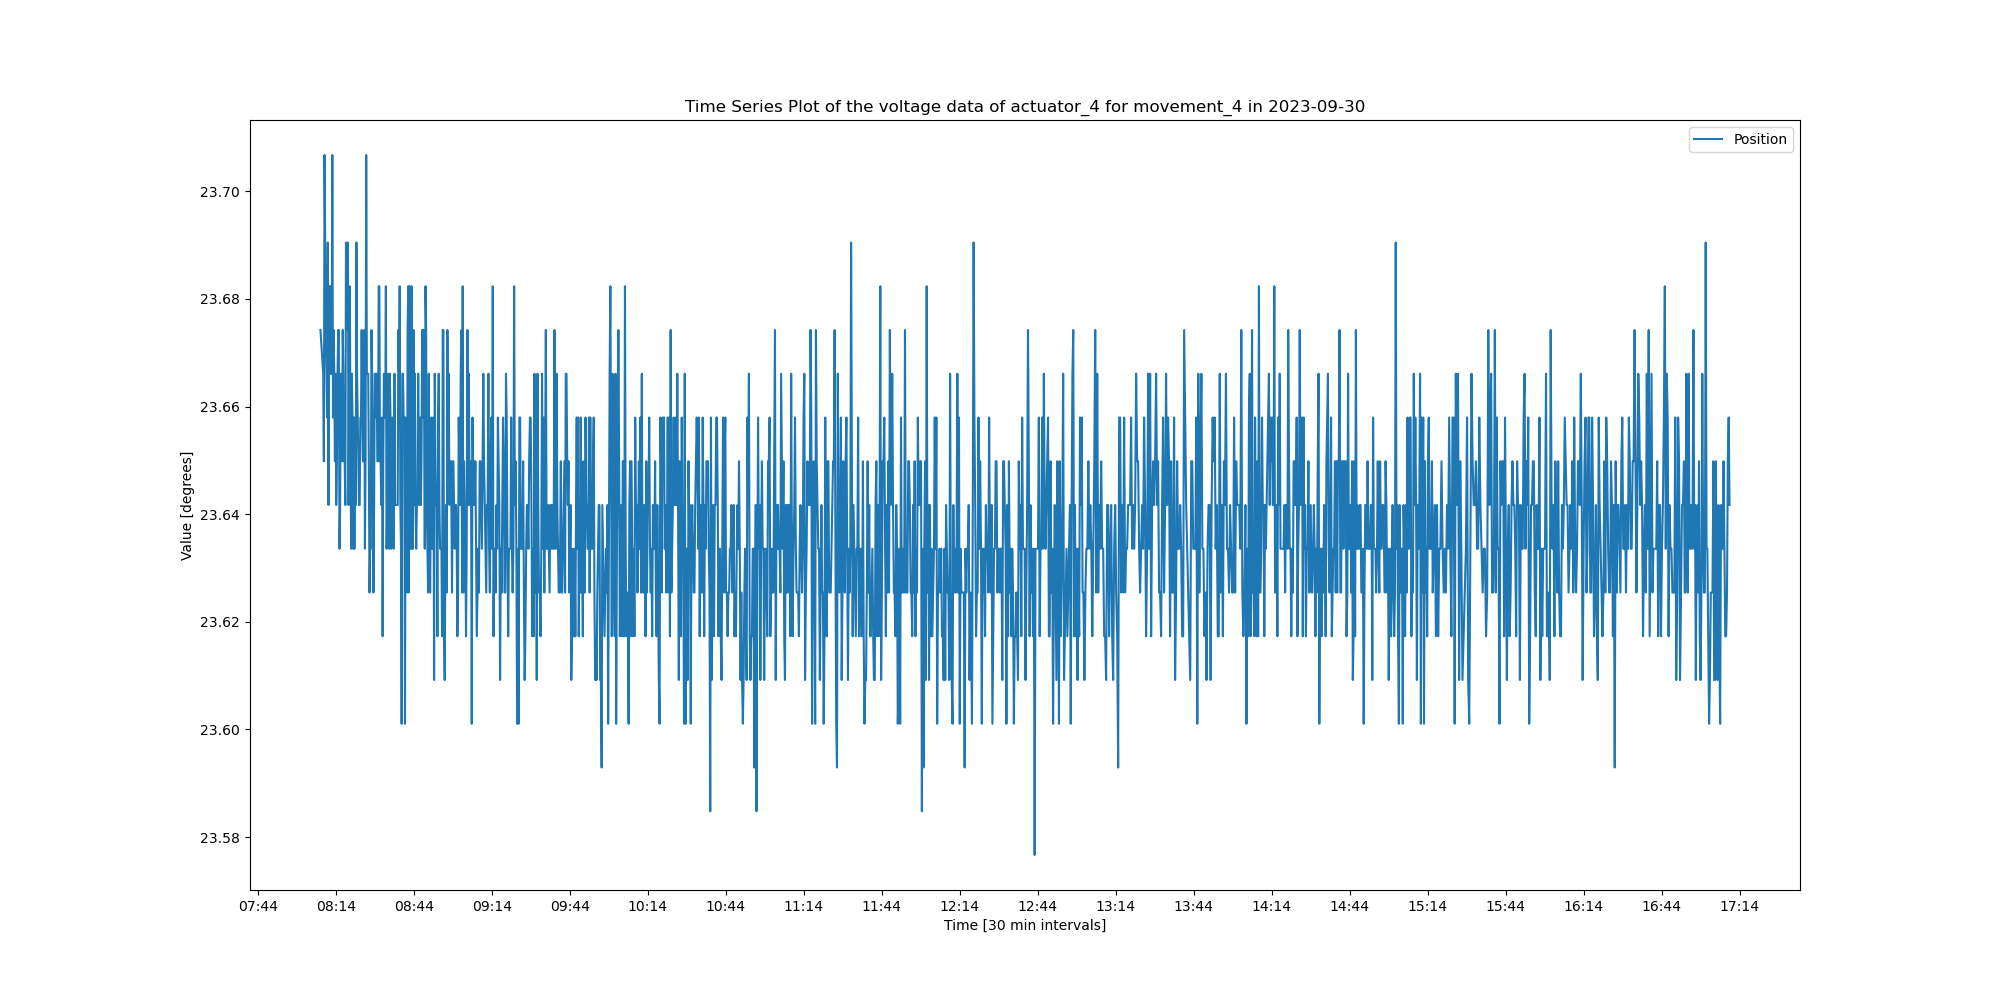 Time Series Plot of the voltage data of actuator_4 for movement_4 in 2023-09-30
Position
23.70
23.68
23.66
23.64
23.62
23.60
23.58
Value [degrees]
07:44 08:14 08:44 09:14 09:44 10:14 10:44 11:14 11:44 12:14 12:44 13:14 13:44 14:14 14:44 15:14 15:44 16:14 16:44 17:14
Time [30 min intervals]